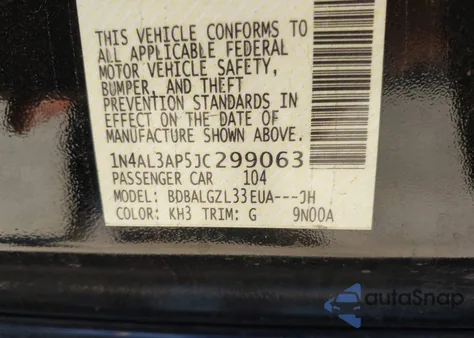 THIS VEHICLE CONFORMS TO
ALL APPLICABLE FEDERAL
MOTOR VEHICLE SAFETY,
BUMPER, AND THEFT
PREVENTION STANDARDS IN
EFFECT ON THE DATE OF
MANUFACTURE SHOWN ABOVE.
1N4AL3AP5JC299063
PASSENGER CAR 104
MODEL: BDBALGZL33EUA---JH
COLOR: KH3 TRIM: G 9N00A
autoSnap